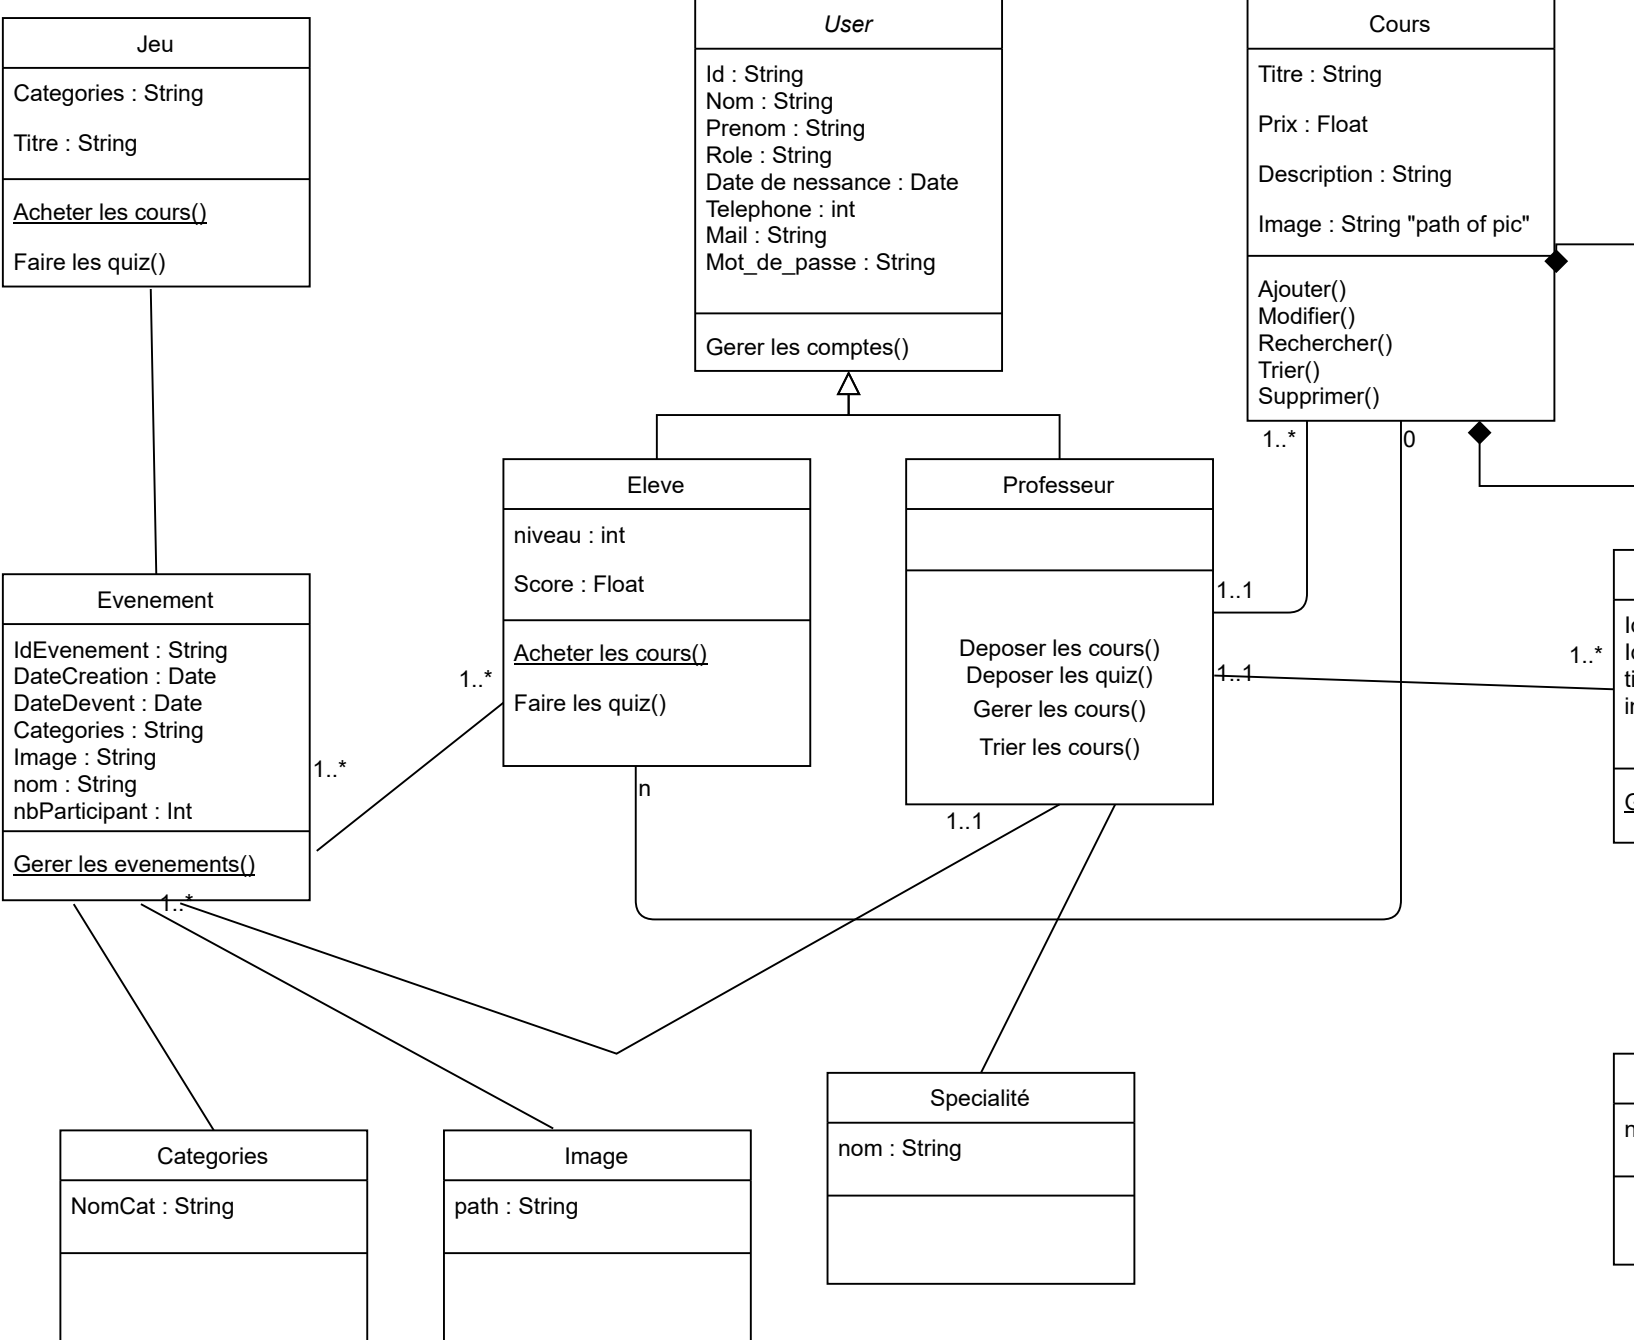 Jeu
Categories : String
Titre : String
Acheter les cours()
Faire les quiz()
User
Id : String
Nom : String
Prenom : String
Role : String
Date de nessance : Date
Telephone : int
Mail : String
Mot_de_passe : String
Gerer les comptes()
Cours
Titre : String
Prix : Float
Description : String
Image : String "path of pic"
Ajouter()
Modifier()
Rechercher()
Trier()
Supprimer()
1..*
0
Eleve
niveau : int
Score : Float
Acheter les cours()
Faire les quiz()
Professeur
Deposer les cours()
Deposer les quiz()
Gerer les cours()
Trier les cours()
1..1
1..1
1..*
Evenement
IdEvenement : String
DateCreation : Date
DateDevent : Date
Categories : String
Image : String
nom : String
nbParticipant : Int
Gerer les evenements()
1..*
1..*
1..*
n
1..1
Categories
NomCat : String
Image
path : String
Specialité
nom : String